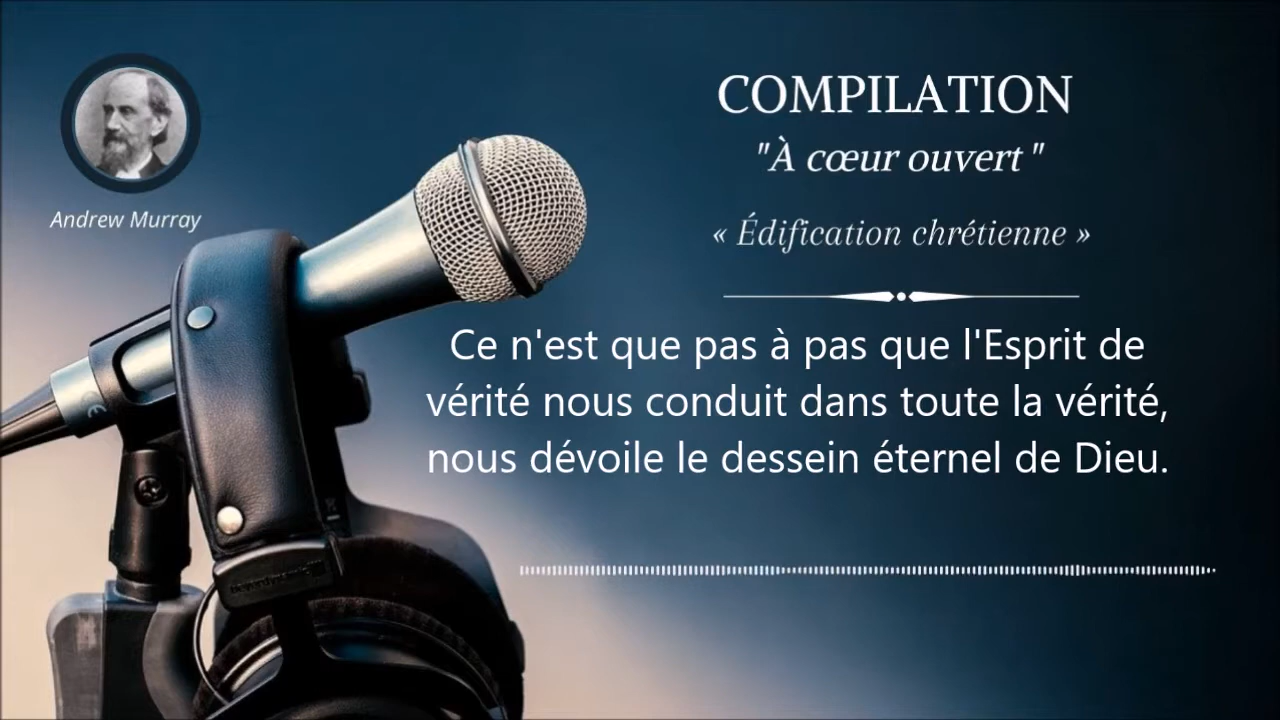 COMPILATION
"À cœur ouvert "
Andrew Murray
« Édification chrétienne »
Ce n'est que pas à pas que l'Esprit de
vérité nous conduit dans toute la vérité,
nous dévoile le dessein éternel de Dieu.
CE